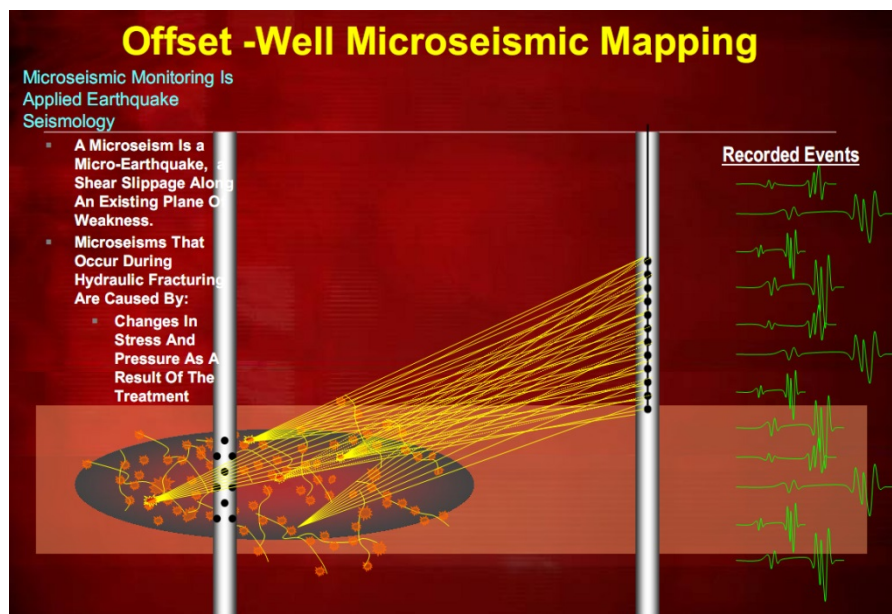 Offset -Well Microseismic Mapping
Microseismic Monitoring Is
Applied Earthquake
Seismology
▪ A Microseism Is a
Micro-Earthquake, a
Shear Slippage Along
An Existing Plane O
Weakness.
▪ Microseisms That
Occur During
Hydraulic Fracturing
Are Caused By:
▪ Changes In
Stress And
Pressure As A
Result Of The
Treatment
Recorded Events